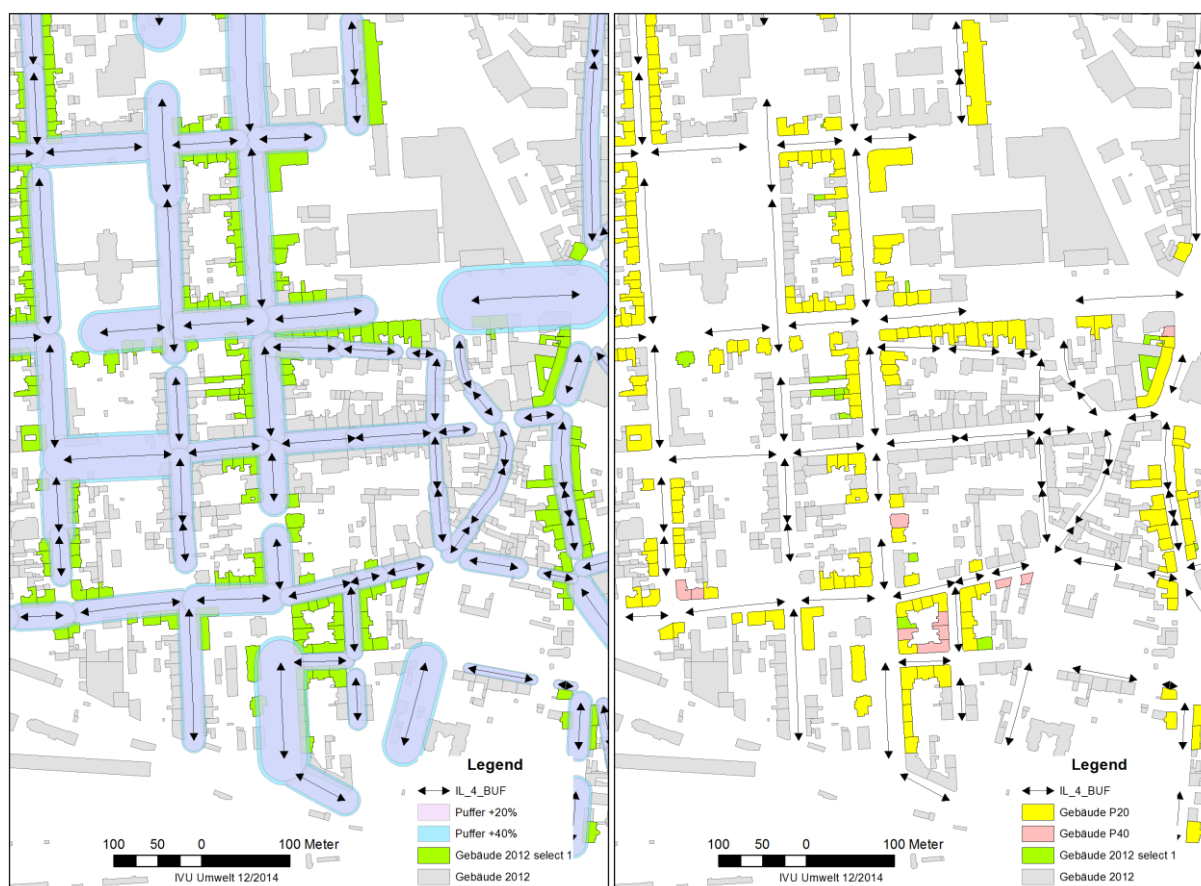 Legend
IL_4_BUF
Puffer +20%
Puffer +40%
Gebäude 2012 select 1
Gebäude 2012
100 50 0 100 Meter
IVU Umwelt 12/2014
Legend
IL_4_BUF
Gebäude P20
Gebäude P40
Gebäude 2012 select 1
Gebäude 2012
100 50 0 100 Meter
IVU Umwelt 12/2014